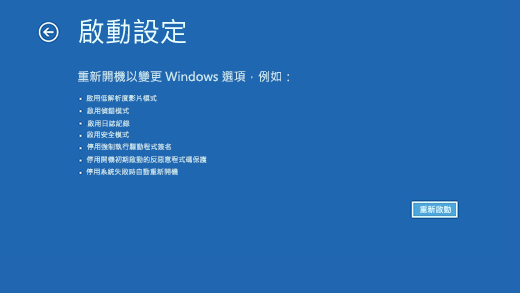 啟動設定
重新開機以變更 Windows 選項，例如：
• 啟用低解析度影片模式
• 啟用偵錯模式
• 啟用日誌記錄
• 啟用安全模式
• 停用強制執行驅動程式簽名
• 停用開機初期啟動的反惡意程式碼保護
• 停用系統失敗時自動重新開機
重新啟動